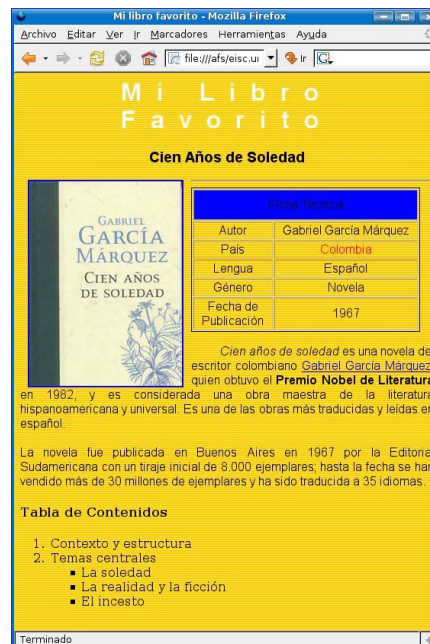 Mi libro favorito - Mozilla Firefox
Archivo Editar Ver Ir Marcadores Herramientas Ayuda
file:///afs/eisc.ui Ir
Mi Libro
Favorito
Cien Años de Soledad
GABRIEL
GARCÍA
MÁRQUEZ
CIEN AÑOS
DE SOLEDAD
Ficha Técnica
Autor Gabriel García Márquez
País Colombia
Lengua Español
Género Novela
Fecha de
Publicación 1967
Cien años de soledad es una novela de
escritor colombiano Gabriel García Márquez
quien obtuvo el Premio Nobel de Literatura
en 1982, y es considerada una obra maestra de la literatura
hispanoamericana y universal. Es una de las obras más traducidas y leídas en
español.
La novela fue publicada en Buenos Aires en 1967 por la Editoria
Sudamericana con un tiraje inicial de 8.000 ejemplares; hasta la fecha se han
vendido más de 30 millones de ejemplares y ha sido traducida a 35 idiomas.
Tabla de Contenidos
1. Contexto y estructura
2. Temas centrales
La soledad
La realidad y la ficción
El incesto
Terminado